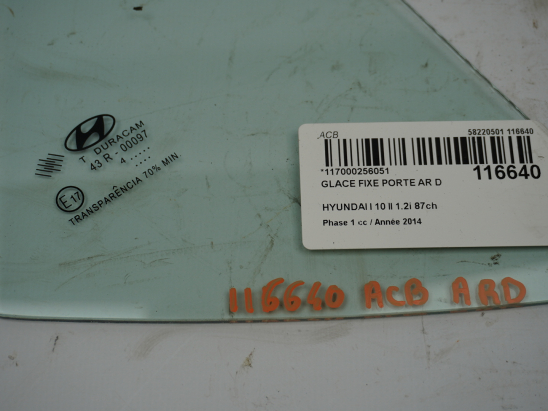 T DURACAM
43 R - 00097
4 .....
E 17
TRANSPARÊNCIA 70% MIN
ACB
58220501 116640
*117000256051
116640
GLACE FIXE PORTE AR D
HYUNDAI I 10 II 1.2i 87ch
Phase 1 cc / Année 2014
116640 ACB ARD